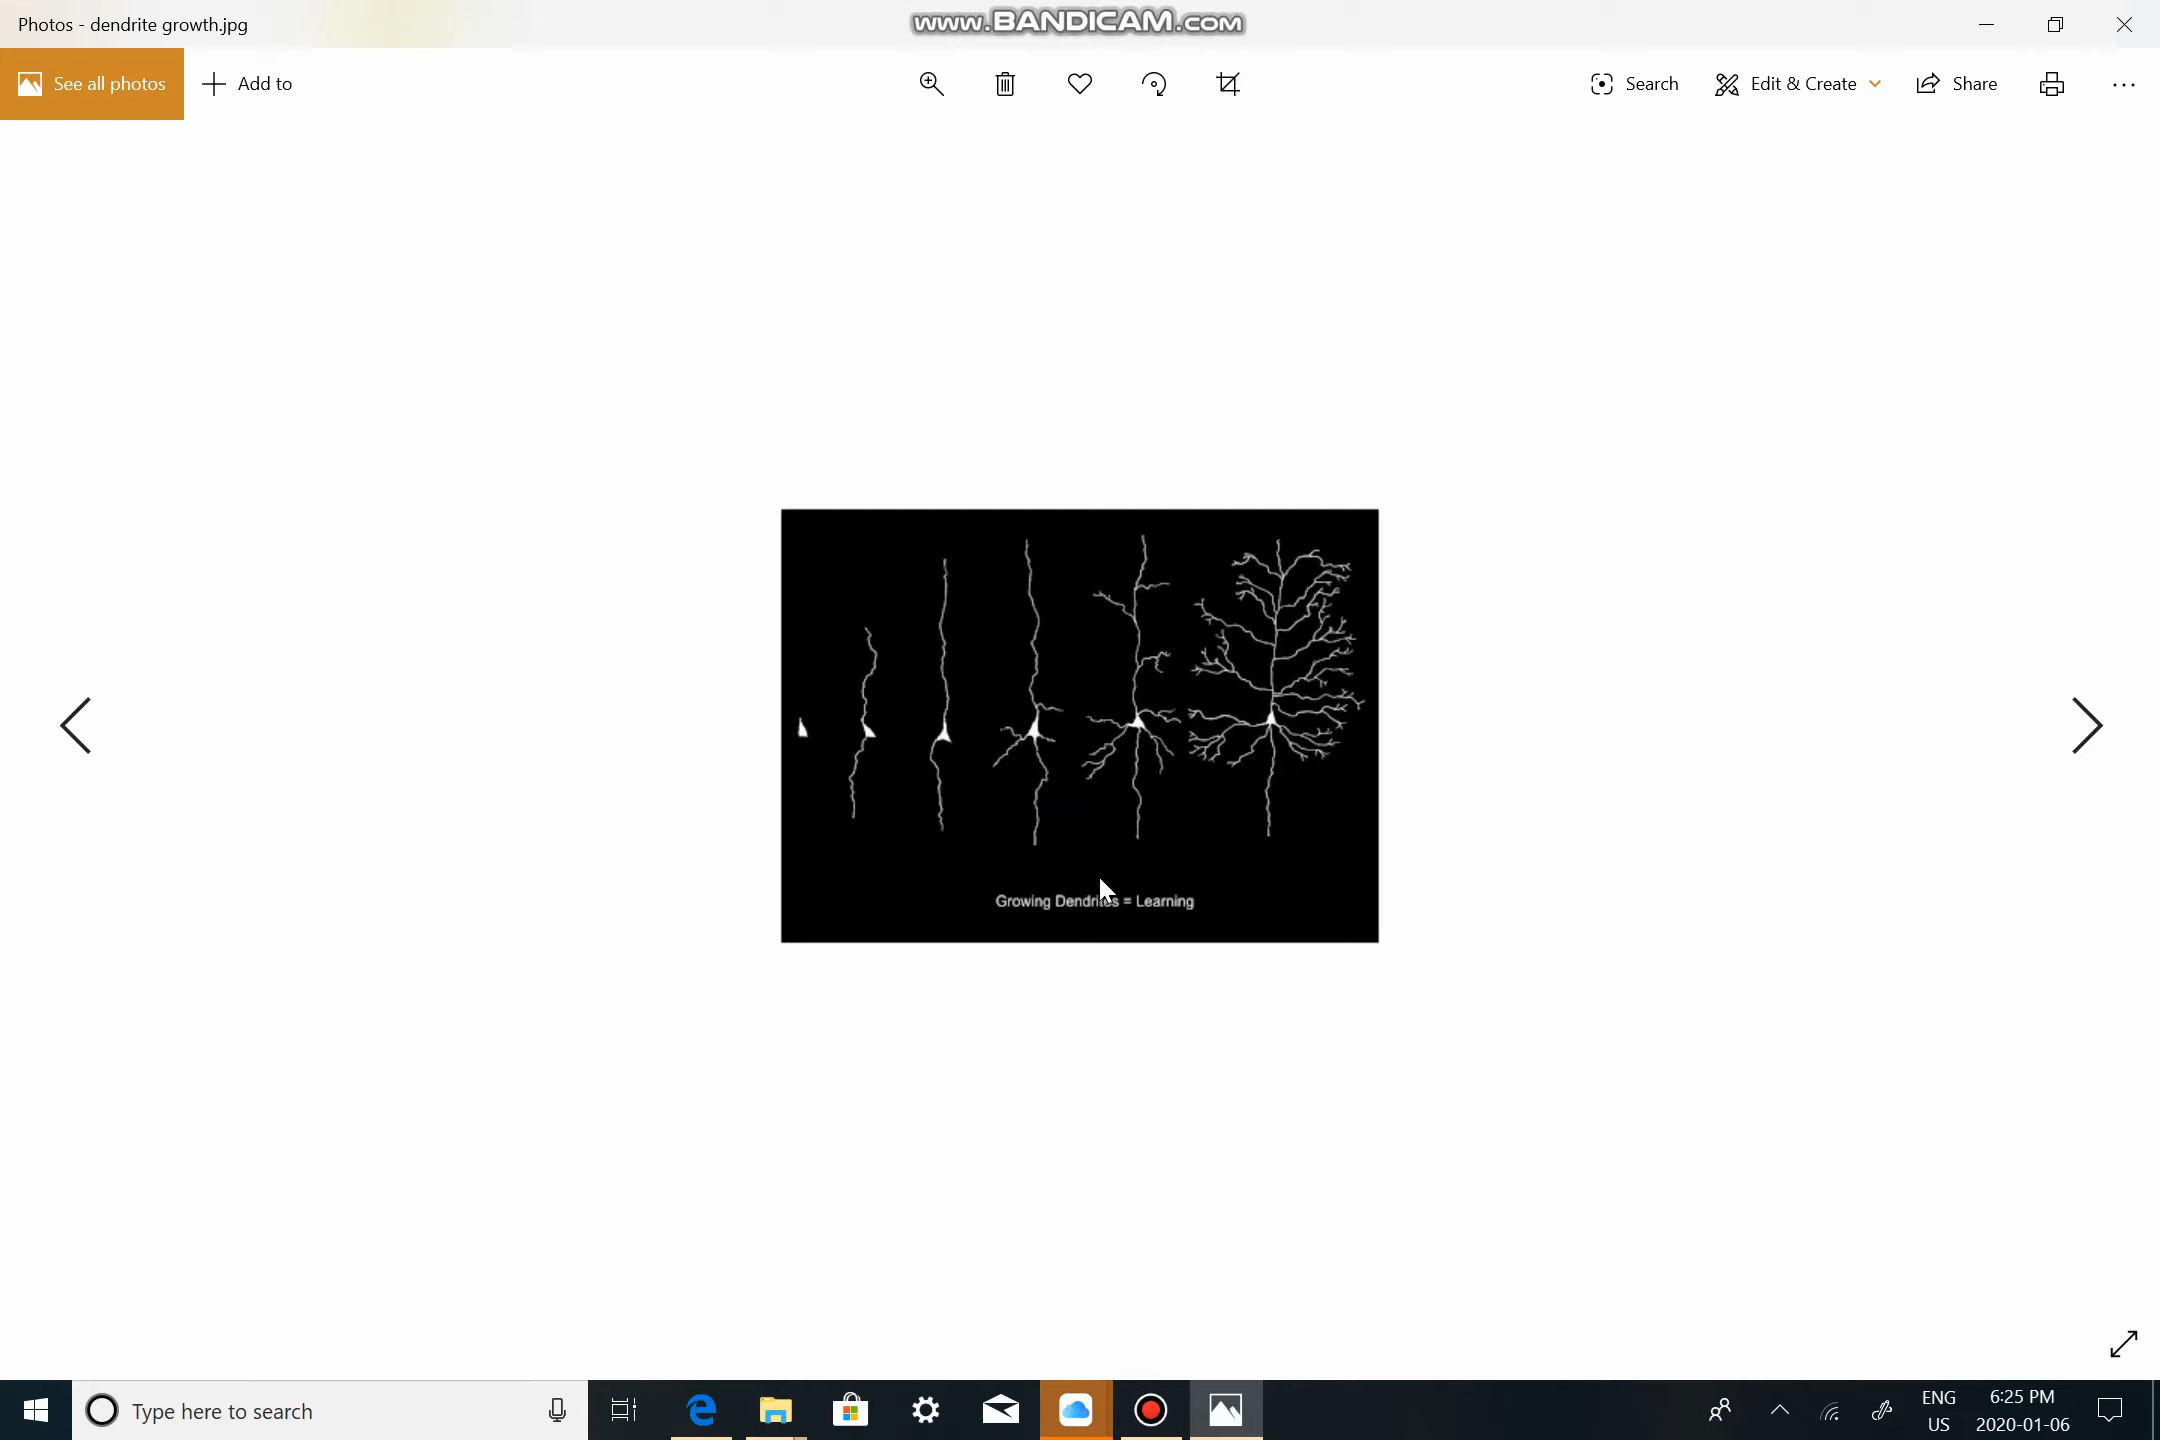 Photos - dendrite growth.jpg
www.BANDICAM.com
See all photos
Add to
Search
Edit & Create
Share
Growing Dendrites = Learning
Type here to search
ENG
US
6:25 PM
2020-01-06